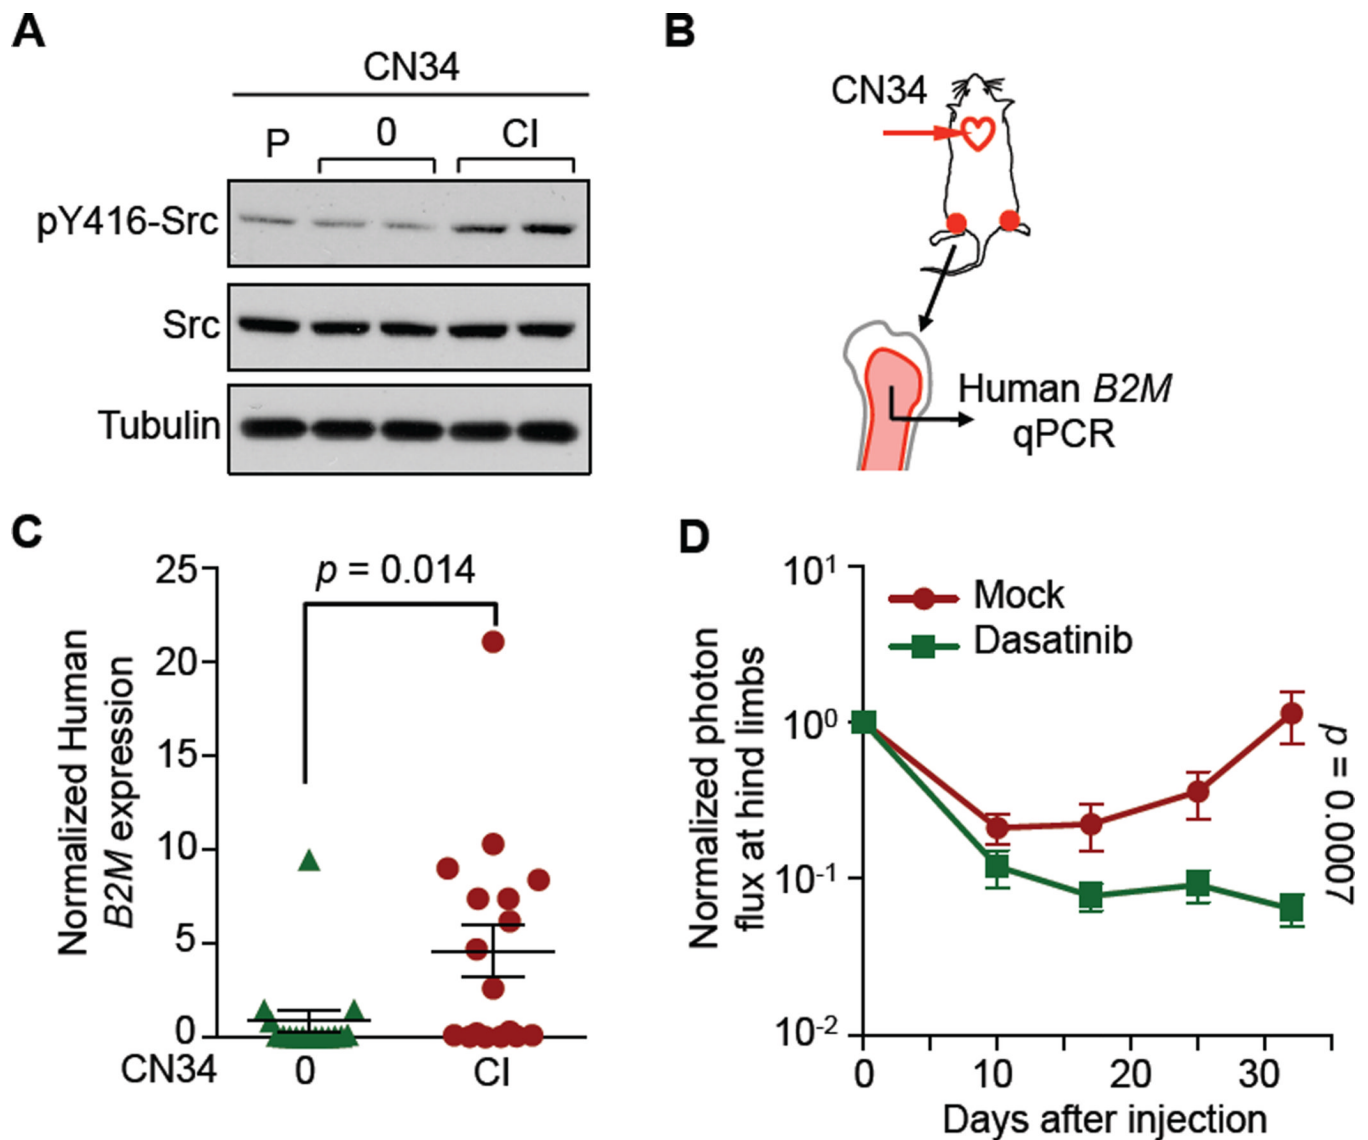 A
CN34
P 0 CI
pY416-Src
Src
Tubulin
B
CN34
Human B2M
qPCR
C
Normalized Human
B2M expression
25
20
15
10
5
0
p = 0.014
CN34 0 CI
D
Normalized photon
flux at hind limbs
10¹
10⁰
10⁻¹
10⁻²
Mock
Dasatinib
p = 0.0007
0 10 20 30
Days after injection